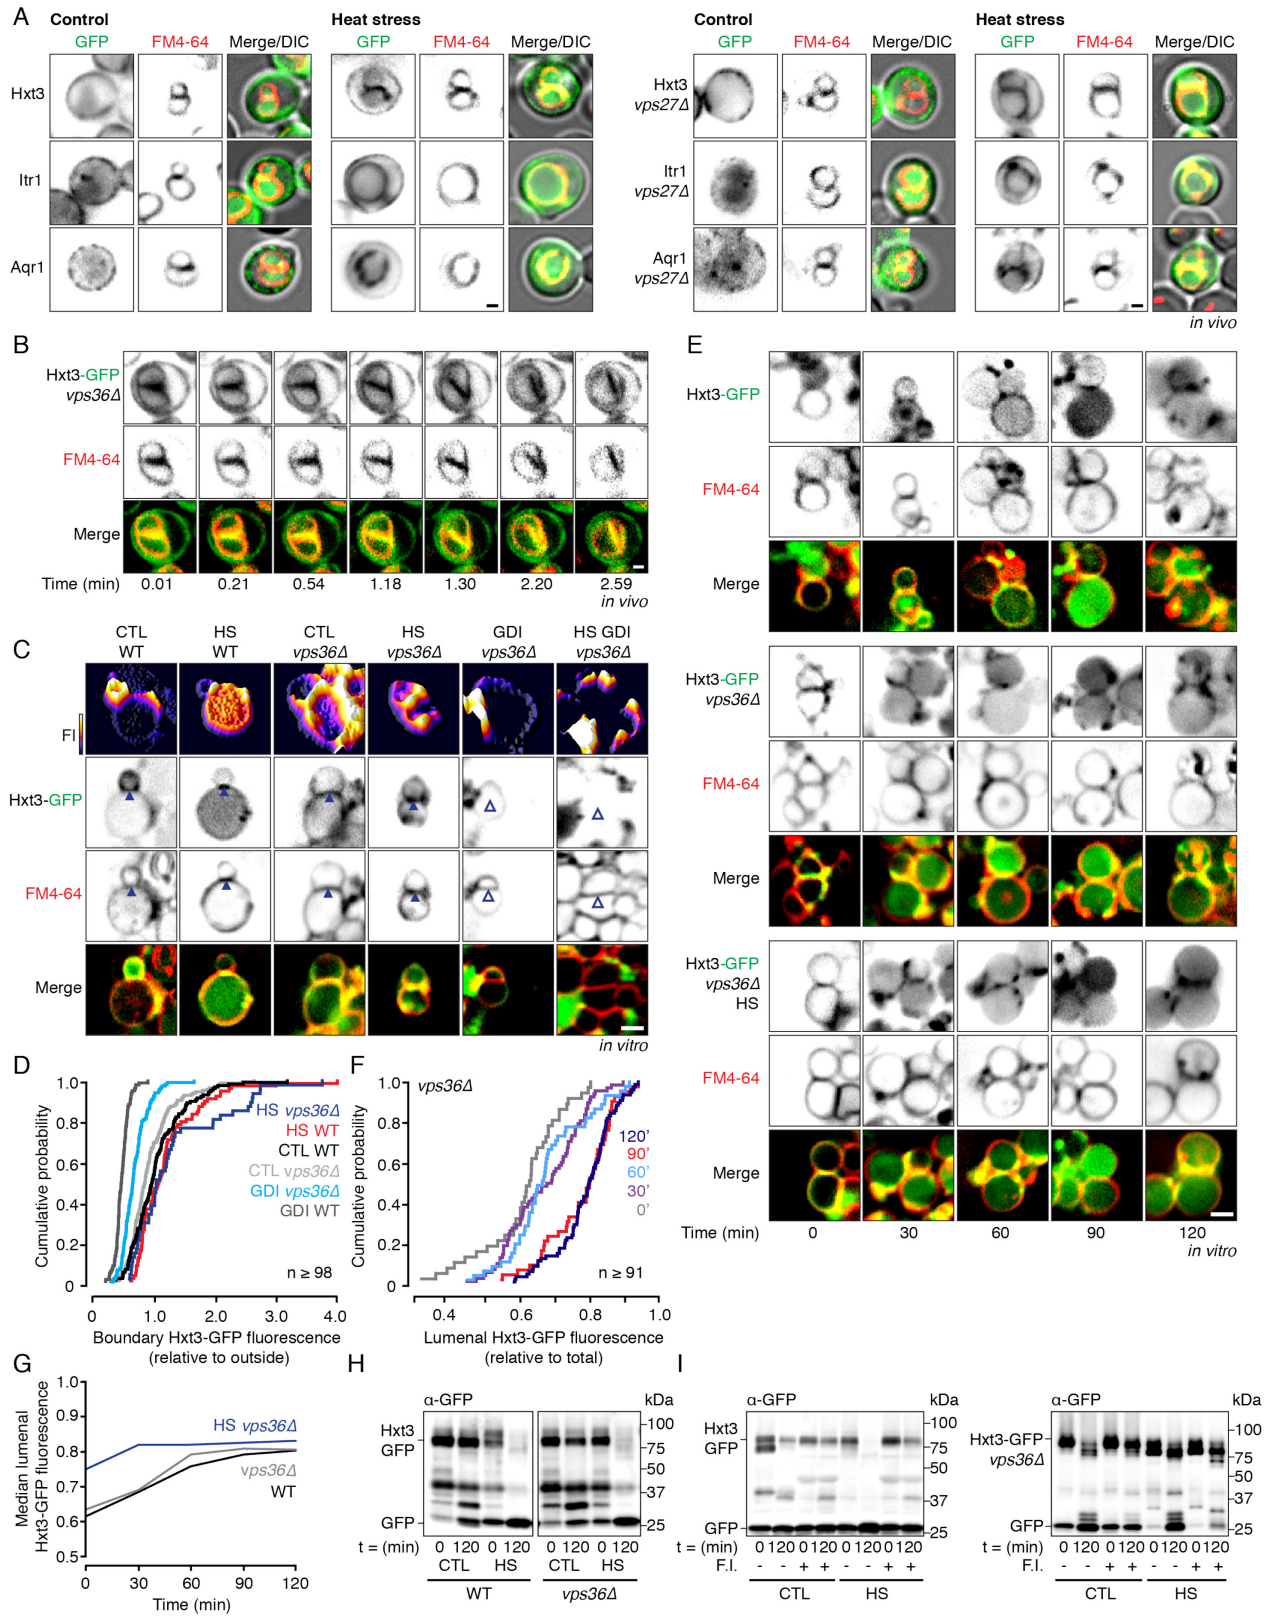 A
Control
Heat stress
GFP FM4-64 Merge/DIC GFP FM4-64 Merge/DIC
Hxt3
Itr1
Aqr1
Control
Heat stress
GFP FM4-64 Merge/DIC GFP FM4-64 Merge/DIC
Hxt3
vps27Δ
Itr1
vps27Δ
Aqr1
vps27Δ
in vivo
B
Hxt3-GFP
vps36Δ
FM4-64
Merge
Time (min) 0.01 0.21 0.54 1.18 1.30 2.20 2.59
in vivo
C
CTL HS CTL HS GDI HS GDI
WT WT vps36Δ vps36Δ vps36Δ vps36Δ
FI
Hxt3-GFP
FM4-64
Merge
in vitro
E
Hxt3-GFP
FM4-64
Merge
Hxt3-GFP
vps36Δ
FM4-64
Merge
Hxt3-GFP
vps36Δ
HS
FM4-64
Merge
Time (min) 0 30 60 90 120
in vitro
D
Cumulative probability
1.0
0.8
0.6
0.4
0.2
0
HS vps36Δ
HS WT
CTL WT
CTL vps36Δ
GDI vps36Δ
GDI WT
n ≥ 98
0 1.0 2.0 3.0 4.0
Boundary Hxt3-GFP fluorescence
(relative to outside)
F
vps36Δ
Cumulative probability
1.0
0.8
0.6
0.4
0.2
0
120'
90'
60'
30'
0'
n ≥ 91
0.4 0.6 0.8 1.0
Lumenal Hxt3-GFP fluorescence
(relative to total)
G
Median lumenal
Hxt3-GFP fluorescence
1.0
0.9
0.8
0.7
0.6
0.5
HS vps36Δ
vps36Δ
WT
0 30 60 90 120
Time (min)
H
α-GFP
kDa
Hxt3
GFP
GFP
100
75
50
37
25
t = (min) 0 120 0 120 0 120 0 120
CTL HS CTL HS
WT vps36Δ
I
α-GFP
kDa
Hxt3
GFP
GFP
100
75
50
37
25
t = (min) 0 120 0 120 0 120 0 120
F.I. - - + + - - + +
CTL HS
α-GFP
kDa
Hxt3-GFP
vps36Δ
GFP
100
75
50
37
25
t = (min) 0 120 0 120 0 120 0 120
F.I. - - + + - - + +
CTL HS